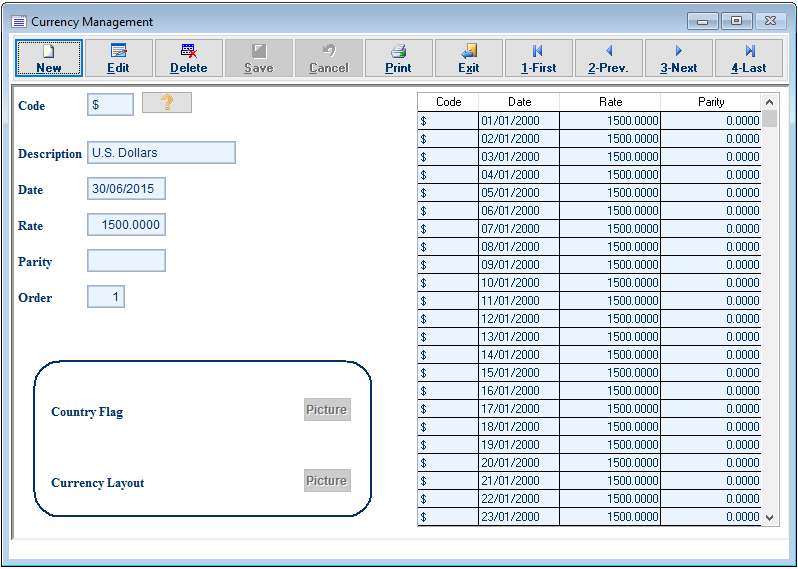 Currency Management
New Edit Delete Save Cancel Print Exit 1-First 2-Prev. 3-Next 4-Last
Code $ ?
Description U.S. Dollars
Date 30/06/2015
Rate 1500.0000
Parity
Order 1
Country Flag Picture
Currency Layout Picture
Code Date Rate Parity
$ 01/01/2000 1500.0000 0.0000
$ 02/01/2000 1500.0000 0.0000
$ 03/01/2000 1500.0000 0.0000
$ 04/01/2000 1500.0000 0.0000
$ 05/01/2000 1500.0000 0.0000
$ 06/01/2000 1500.0000 0.0000
$ 07/01/2000 1500.0000 0.0000
$ 08/01/2000 1500.0000 0.0000
$ 09/01/2000 1500.0000 0.0000
$ 10/01/2000 1500.0000 0.0000
$ 11/01/2000 1500.0000 0.0000
$ 12/01/2000 1500.0000 0.0000
$ 13/01/2000 1500.0000 0.0000
$ 14/01/2000 1500.0000 0.0000
$ 15/01/2000 1500.0000 0.0000
$ 16/01/2000 1500.0000 0.0000
$ 17/01/2000 1500.0000 0.0000
$ 18/01/2000 1500.0000 0.0000
$ 19/01/2000 1500.0000 0.0000
$ 20/01/2000 1500.0000 0.0000
$ 21/01/2000 1500.0000 0.0000
$ 22/01/2000 1500.0000 0.0000
$ 23/01/2000 1500.0000 0.0000